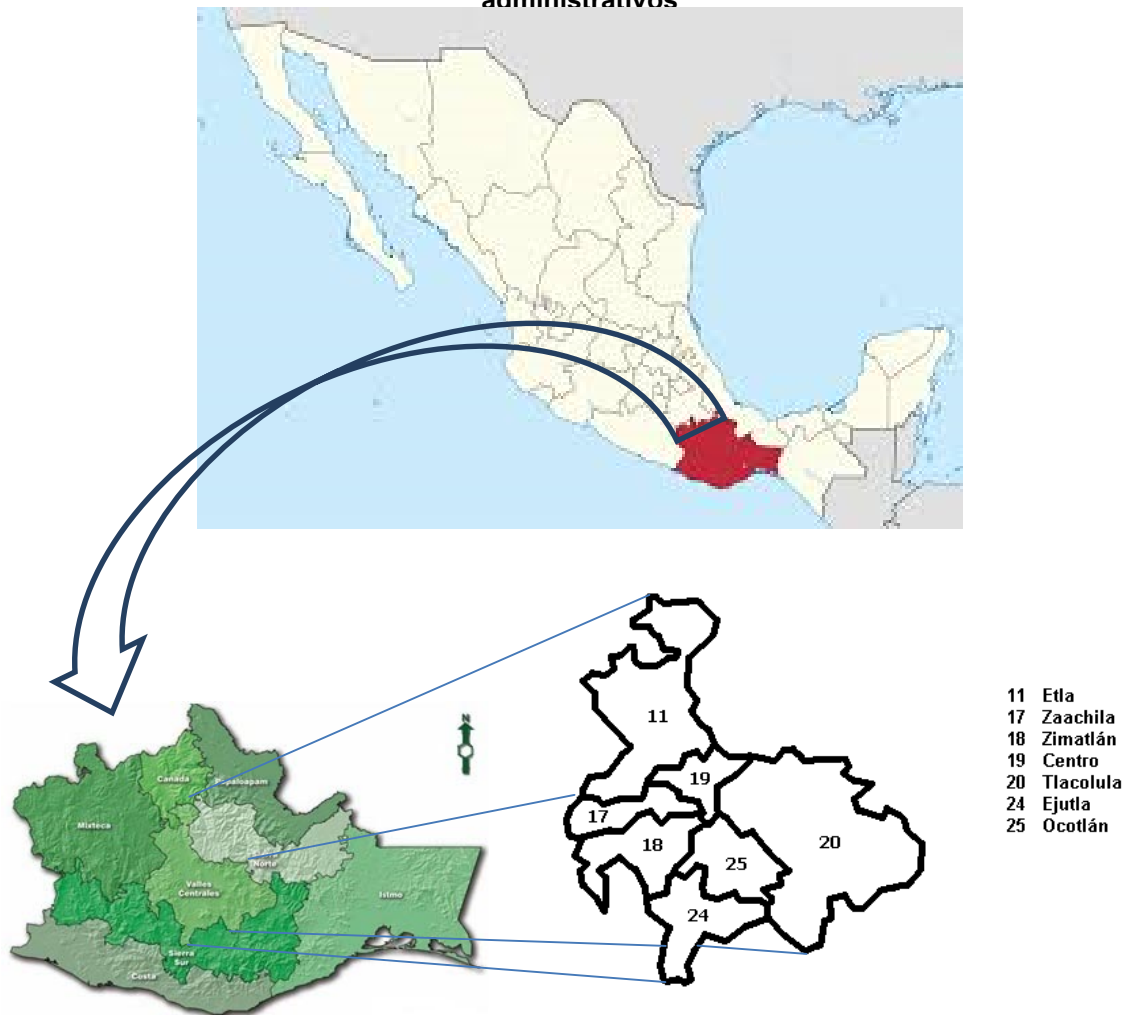 administrativos
N
Cañada
Papaloapam
Mixteca
Norte
Valles
Centrales
Istmo
Sierra
Sur
Costa
11
19
17
18
20
25
24
11 Etla
17 Zaachila
18 Zimatlán
19 Centro
20 Tlacolula
24 Ejutla
25 Ocotlán